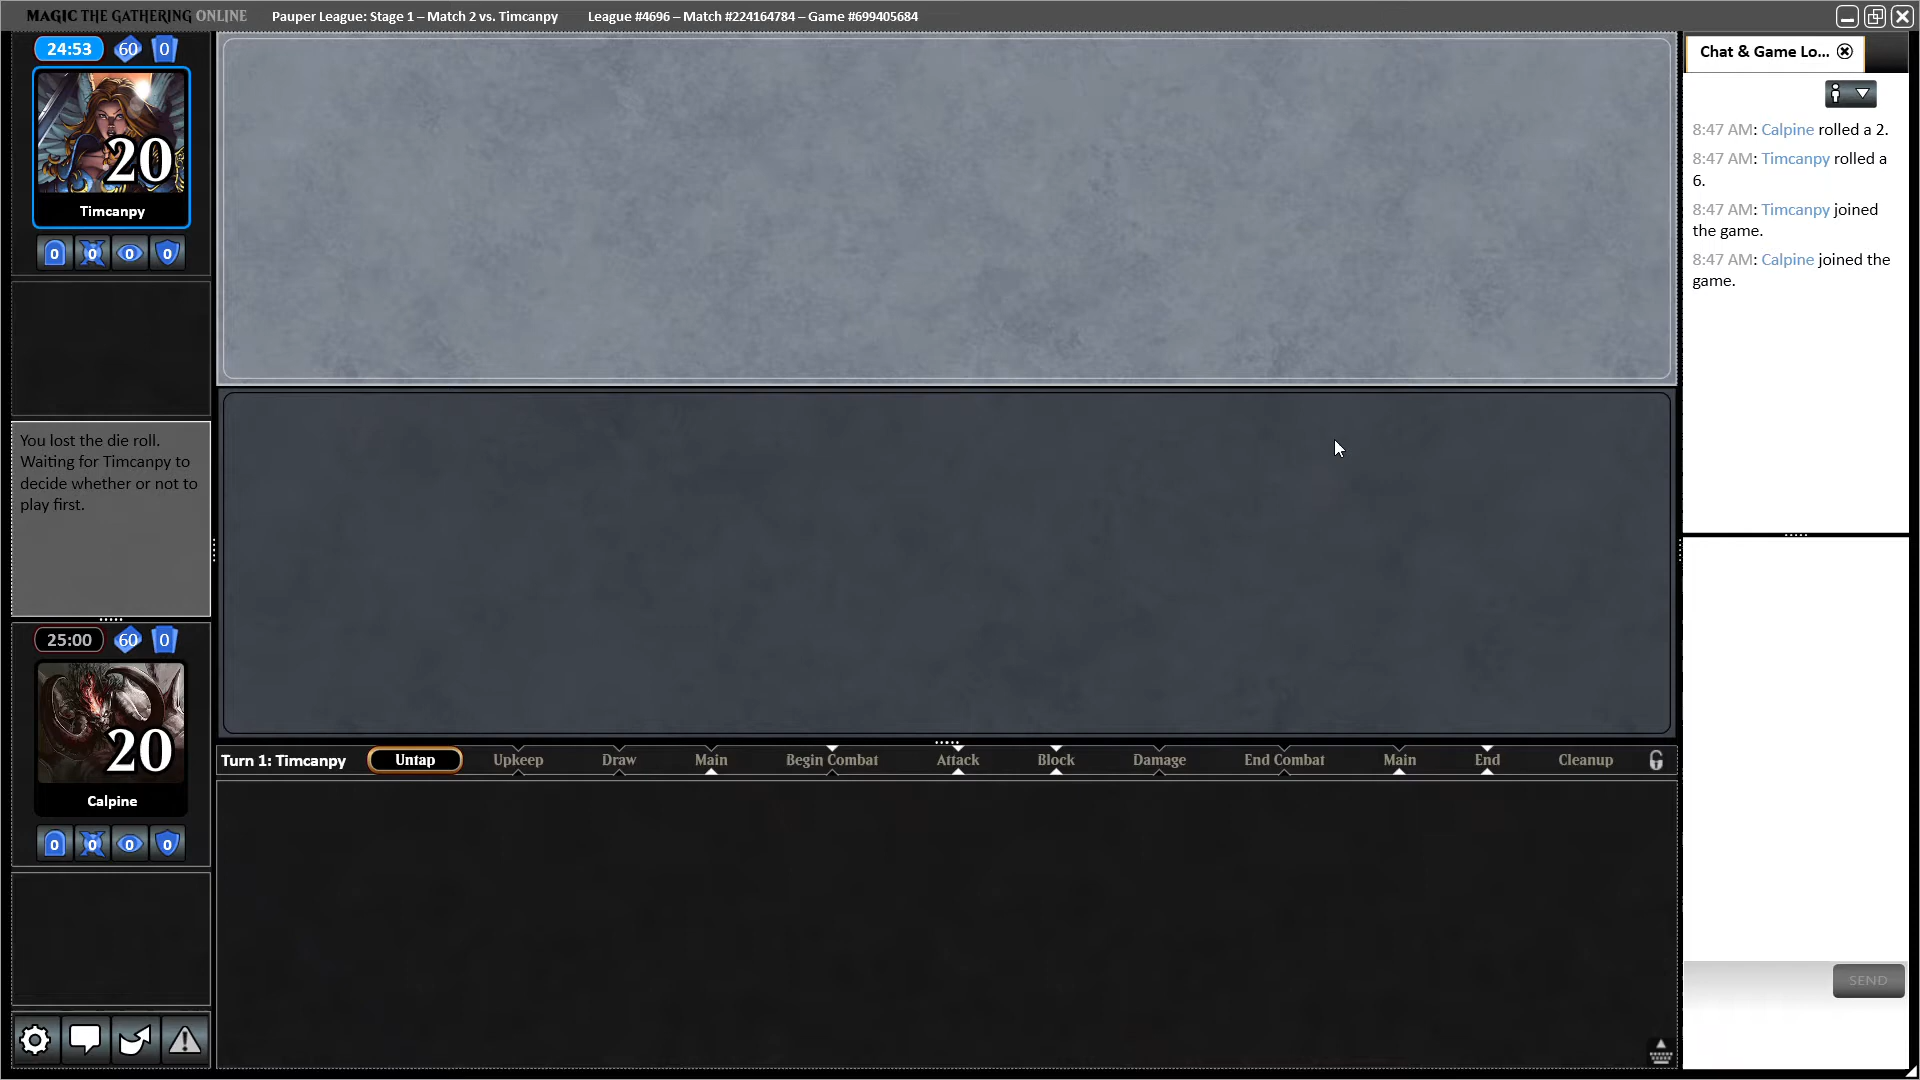 MAGIC THE GATHERING ONLINE Pauper League: Stage 1 – Match 2 vs. Timcanpy League #4696 – Match #224164784 – Game #699405684
24:53 60 0
20
Timcanpy
0 0 0 0
You lost the die roll.
Waiting for Timcanpy to
decide whether or not to
play first.
25:00 60 0
20
Calpine
0 0 0 0
Turn 1: Timcanpy Untap Upkeep Draw Main Begin Combat Attack Block Damage End Combat Main End Cleanup
Chat & Game Lo...
8:47 AM: Calpine rolled a 2.
8:47 AM: Timcanpy rolled a
6.
8:47 AM: Timcanpy joined
the game.
8:47 AM: Calpine joined the
game.
SEND